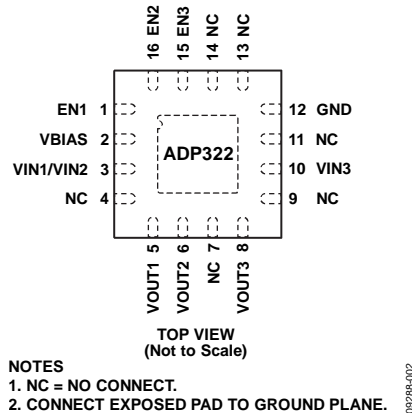 16 EN2
15 EN3
14 NC
13 NC
EN1 1
VBIAS 2
VIN1/VIN2 3
NC 4
ADP322
12 GND
11 NC
10 VIN3
9 NC
VOUT1 5
VOUT2 6
NC 7
VOUT3 8
TOP VIEW
(Not to Scale)
NOTES
1. NC = NO CONNECT.
2. CONNECT EXPOSED PAD TO GROUND PLANE.
09288-002